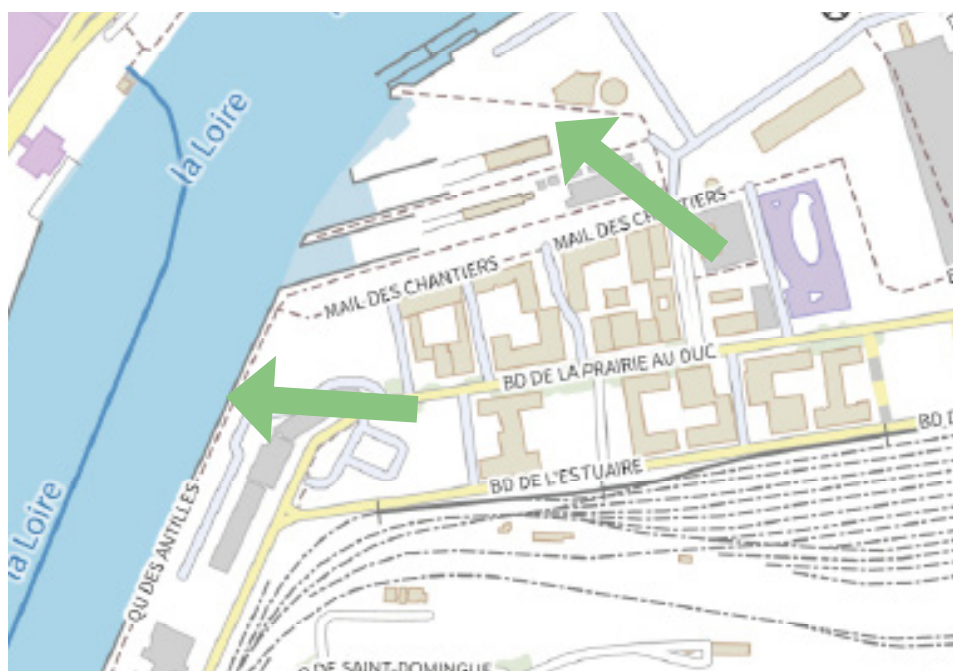 la Loire
MAIL DES CHANTIERS
MAIL DES CHANTIERS
BD DE LA PRAIRIE AU DUC
BD D
BD DE L'ESTUAIRE
QU DES ANTILLES
la Loire
DE SAINT-DOMINGUE